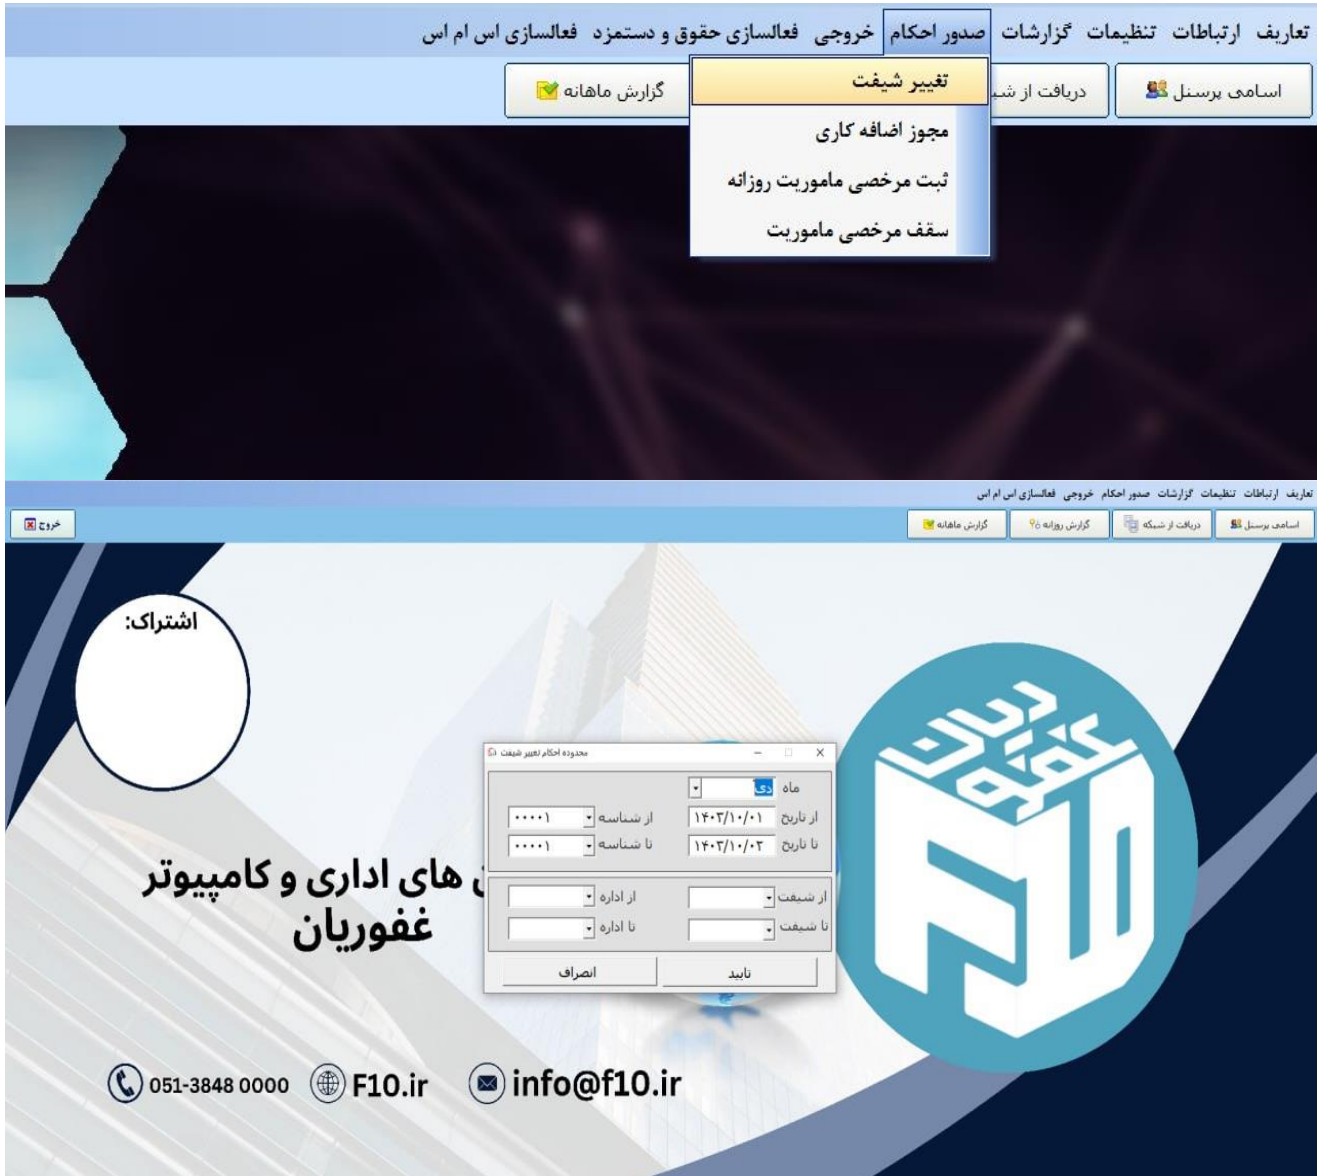 تعاریف ارتباطات تنظیمات گزارشات صدور احکام خروجی فعالسازی حقوق و دستمزد فعالسازی اس ام اس
اسامی پرسنل دریافت از شب گزارش ماهانه
تغییر شیفت
مجوز اضافه کاری
ثبت مرخصی ماموریت روزانه
سقف مرخصی ماموریت
تعاریف ارتباطات تنظیمات گزارشات صدور احکام خروجی فعالسازی اس ام اس
اسامی پرسنل دریافت از شبکه گزارش روزانه گزارش ماهانه خروج
اشتراک:
غفوریان
F10
محدوده احکام تغییر شیفت
ماه دی
از تاریخ ۱۴۰۳/۱۰/۰۱ از شناسه ۰۰۰۰۱
تا تاریخ ۱۴۰۳/۱۰/۰۳ تا شناسه ۰۰۰۰۱
از شیفت از اداره
تا شیفت تا اداره
تایید انصراف
های اداری و کامپیوتر
غفوریان
051-3848 0000 F10.ir info@f10.ir